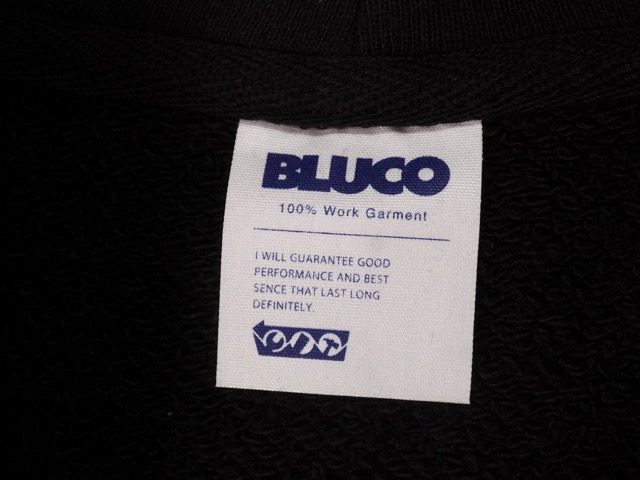 BLUCO
100% Work Garment
I WILL GUARANTEE GOOD
PERFORMANCE AND BEST
SENCE THAT LAST LONG
DEFINITELY.